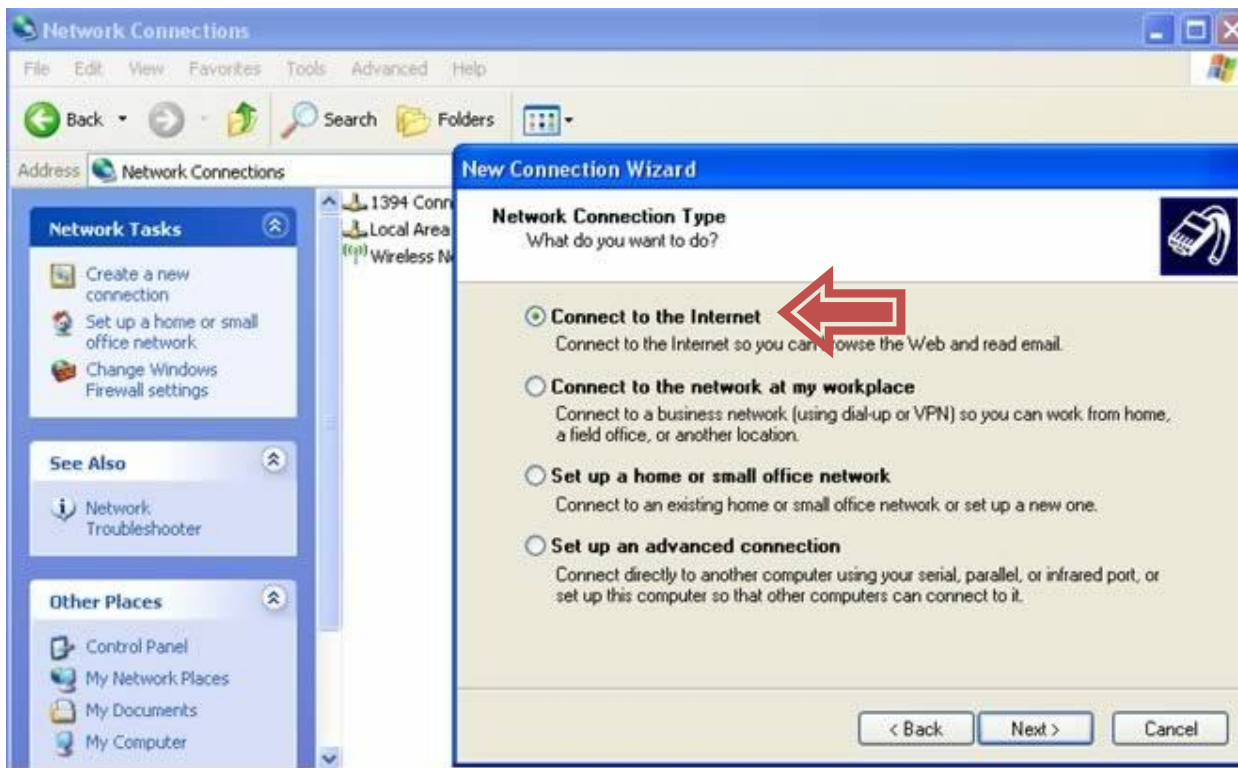 Network Connections
File Edit View Favorites Tools Advanced Help
Back Search Folders
Address Network Connections
Network Tasks
Create a new
connection
Set up a home or small
office network
Change Windows
Firewall settings
See Also
Network
Troubleshooter
Other Places
Control Panel
My Network Places
My Documents
My Computer
1394 Conn
Local Area
Wireless N
New Connection Wizard
Network Connection Type
What do you want to do?
Connect to the Internet
Connect to the Internet so you can browse the Web and read email.
Connect to the network at my workplace
Connect to a business network (using dial-up or VPN) so you can work from home,
a field office, or another location.
Set up a home or small office network
Connect to an existing home or small office network or set up a new one.
Set up an advanced connection
Connect directly to another computer using your serial, parallel, or infrared port, or
set up this computer so that other computers can connect to it.
< Back Next > Cancel